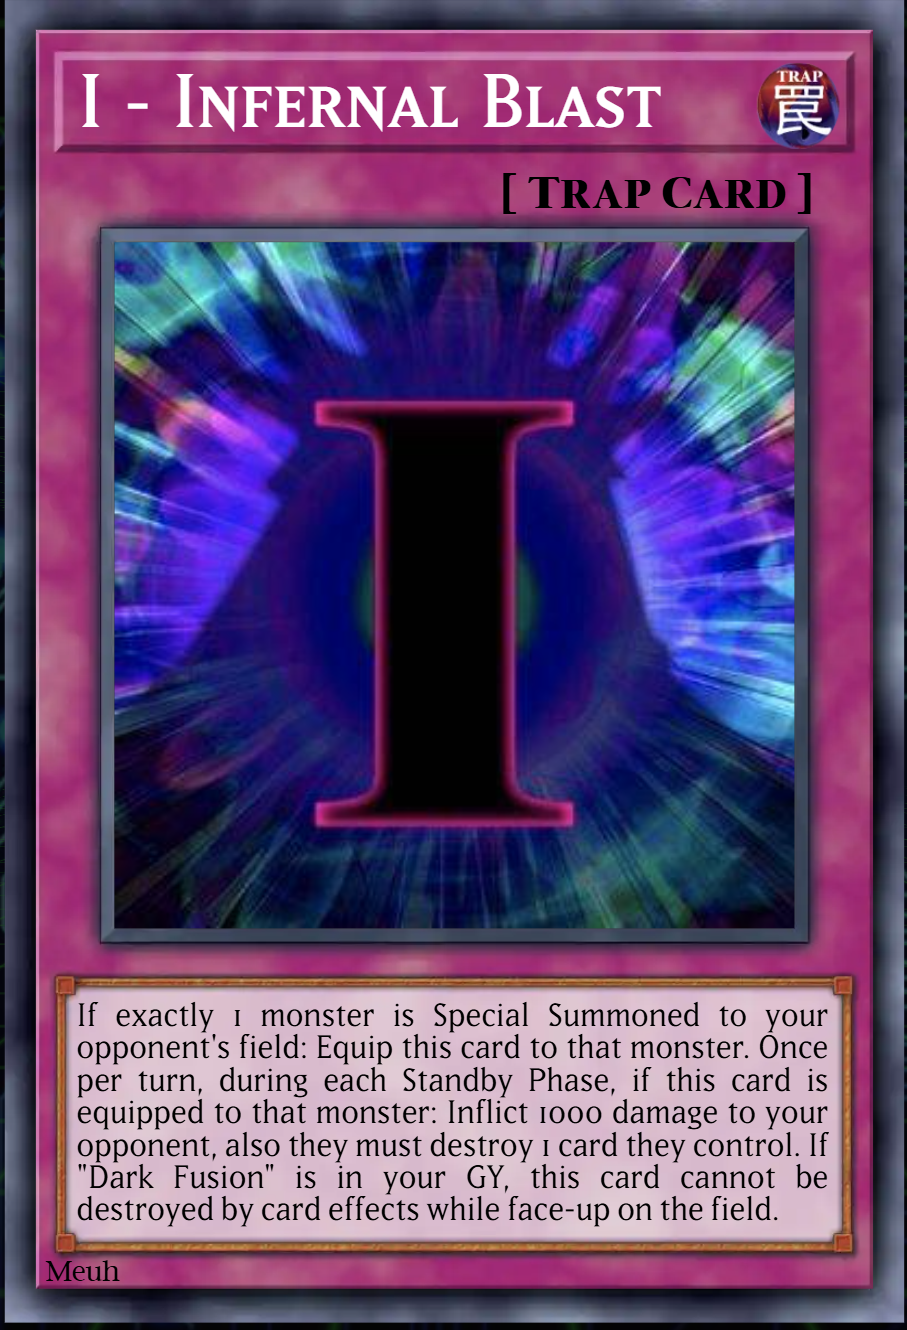 I - Infernal Blast
TRAP
罠
[ Trap Card ]
I
If exactly 1 monster is Special Summoned to your
opponent's field: Equip this card to that monster. Once
per turn, during each Standby Phase, if this card is
equipped to that monster: Inflict 1000 damage to your
opponent, also they must destroy 1 card they control. If
"Dark Fusion" is in your GY, this card cannot be
destroyed by card effects while face-up on the field.
Meuh